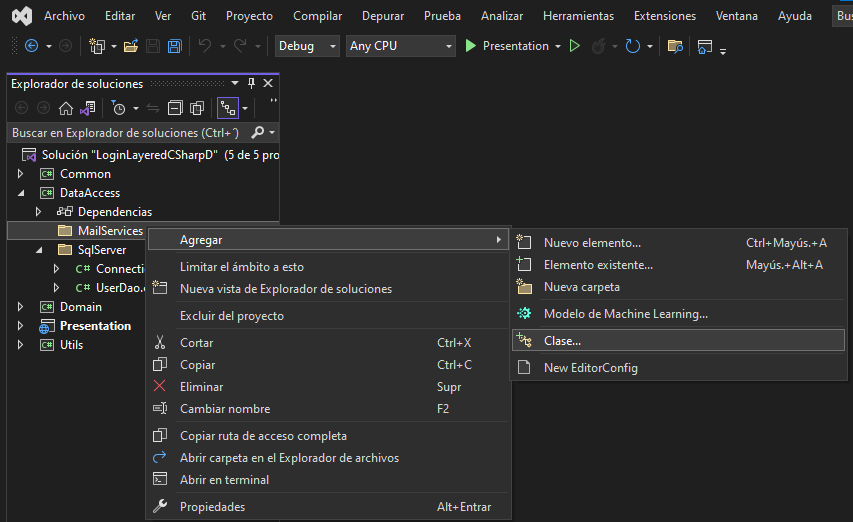 Archivo Editar Ver Git Proyecto Compilar Depurar Prueba Analizar Herramientas Extensiones Ventana Ayuda
Debug Any CPU Presentation
Explorador de soluciones
Buscar en Explorador de soluciones (Ctrl+´)
Solución "LoginLayeredCSharpD" (5 de 5 pro
Common
DataAccess
Dependencias
MailServices
SqlServer
C# Connecti
C# UserDao.
Domain
Presentation
Utils
Agregar
Limitar el ámbito a esto
Nueva vista de Explorador de soluciones
Excluir del proyecto
Cortar Ctrl+X
Copiar Ctrl+C
Eliminar Supr
Cambiar nombre F2
Copiar ruta de acceso completa
Abrir carpeta en el Explorador de archivos
Abrir en terminal
Propiedades Alt+Entrar
Nuevo elemento... Ctrl+Mayús.+A
Elemento existente... Mayús.+Alt+A
Nueva carpeta
Modelo de Machine Learning...
Clase...
New EditorConfig